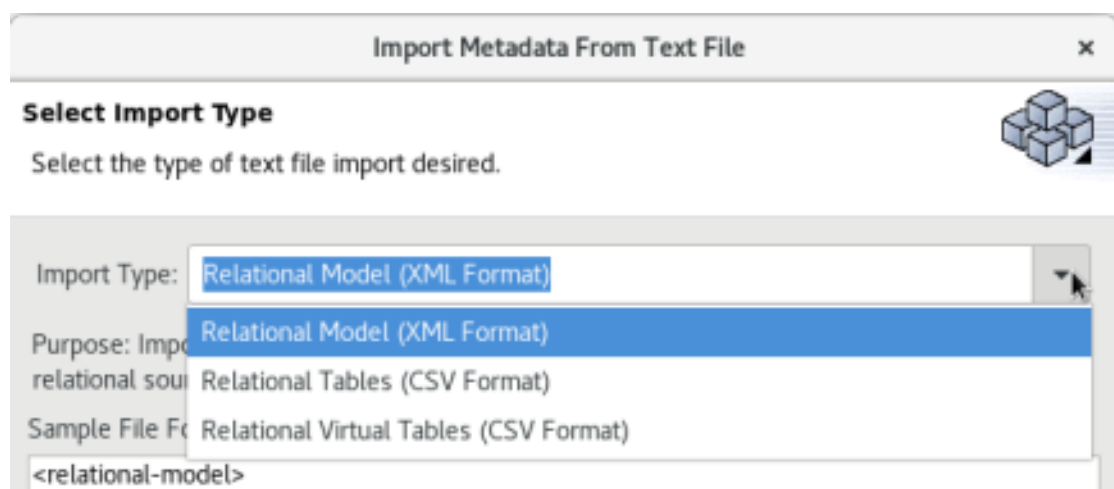 Import Metadata From Text File
Select Import Type
Select the type of text file import desired.
Import Type: Relational Model (XML Format)
Relational Model (XML Format)
Purpose: Impo
relational sou
Relational Tables (CSV Format)
Sample File Fo
Relational Virtual Tables (CSV Format)
<relational-model>